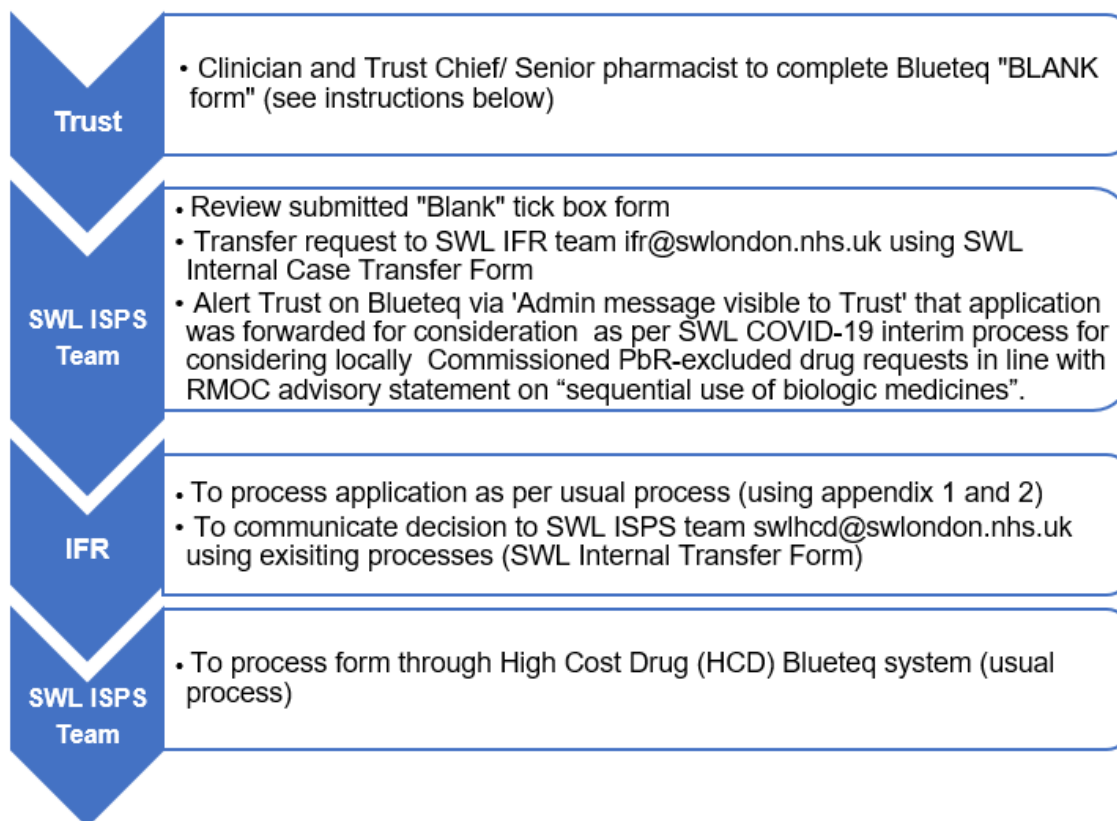 Trust
• Clinician and Trust Chief/ Senior pharmacist to complete Blueteq "BLANK
form" (see instructions below)
SWL ISPS
Team
• Review submitted "Blank" tick box form
• Transfer request to SWL IFR team ifr@swlondon.nhs.uk using SWL
Internal Case Transfer Form
• Alert Trust on Blueteq via 'Admin message visible to Trust' that application
was forwarded for consideration as per SWL COVID-19 interim process for
considering locally Commissioned PbR-excluded drug requests in line with
RMOC advisory statement on “sequential use of biologic medicines”.
IFR
• To process application as per usual process (using appendix 1 and 2)
• To communicate decision to SWL ISPS team swlhcd@swlondon.nhs.uk
using exisiting processes (SWL Internal Transfer Form)
SWL ISPS
Team
• To process form through High Cost Drug (HCD) Blueteq system (usual
process)